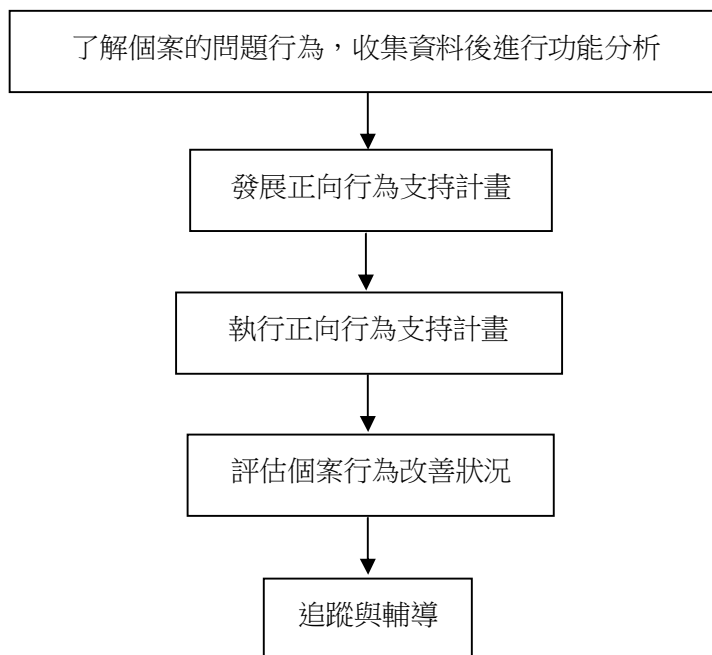 了解個案的問題行為，收集資料後進行功能分析
發展正向行為支持計畫
執行正向行為支持計畫
評估個案行為改善狀況
追蹤與輔導